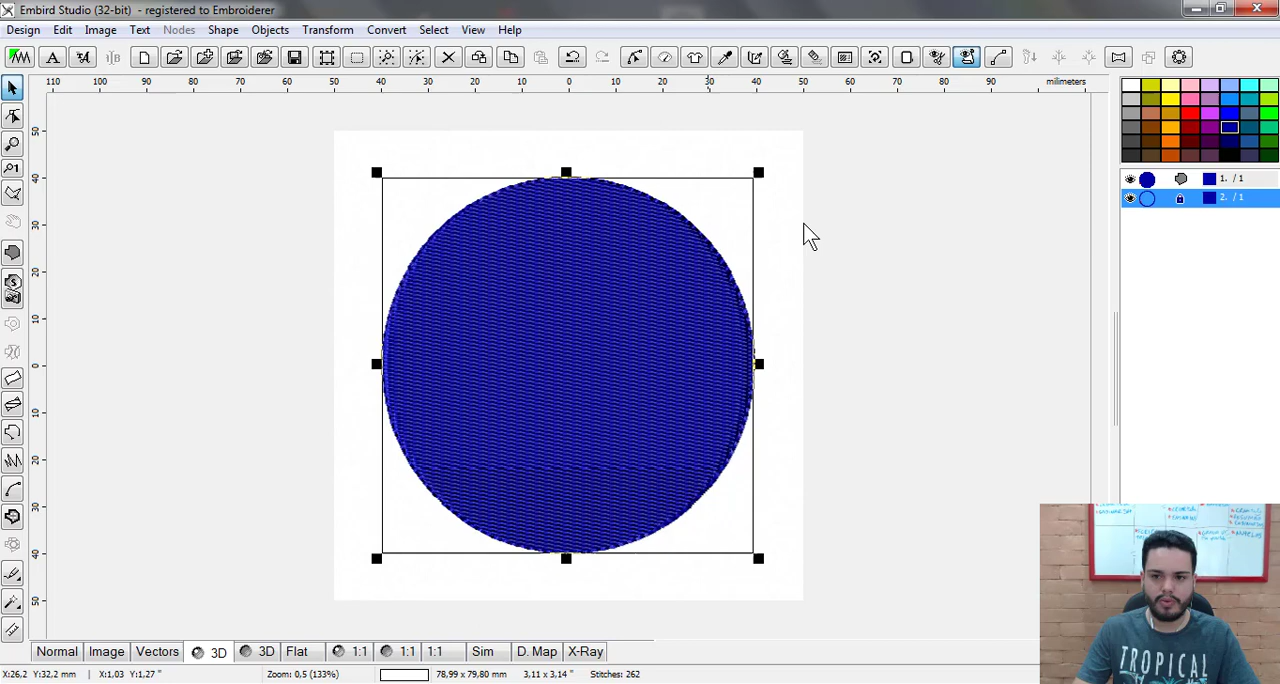 Embird Studio (32-bit) - registered to Embroiderer
Design Edit Image Text Nodes Shape Objects Transform Convert Select View Help
110 100 90 80 70 60 50 40 30 20 10 0 10 20 30 40 50 60 70 80 90 milimeters
50
40
30
20
10
0
10
20
30
40
50
1. / 1
2. / 1
TROPICAL
Normal Image Vectors 3D 3D Flat 1:1 1:1 1:1 Sim D. Map X-Ray
X:26,2 Y:32,2 mm X:1,03 Y:1,27 " Zoom: 0,5 (133%) 78,99 x 79,80 mm 3,11 x 3,14 " Stitches: 262